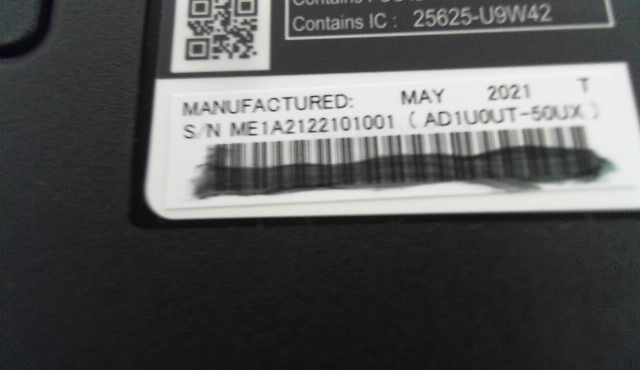 Contains IC : 25625-U9W42
MANUFACTURED: MAY 2021 T
S/N ME1A2122101001 ( AD1U0UT-50UX )